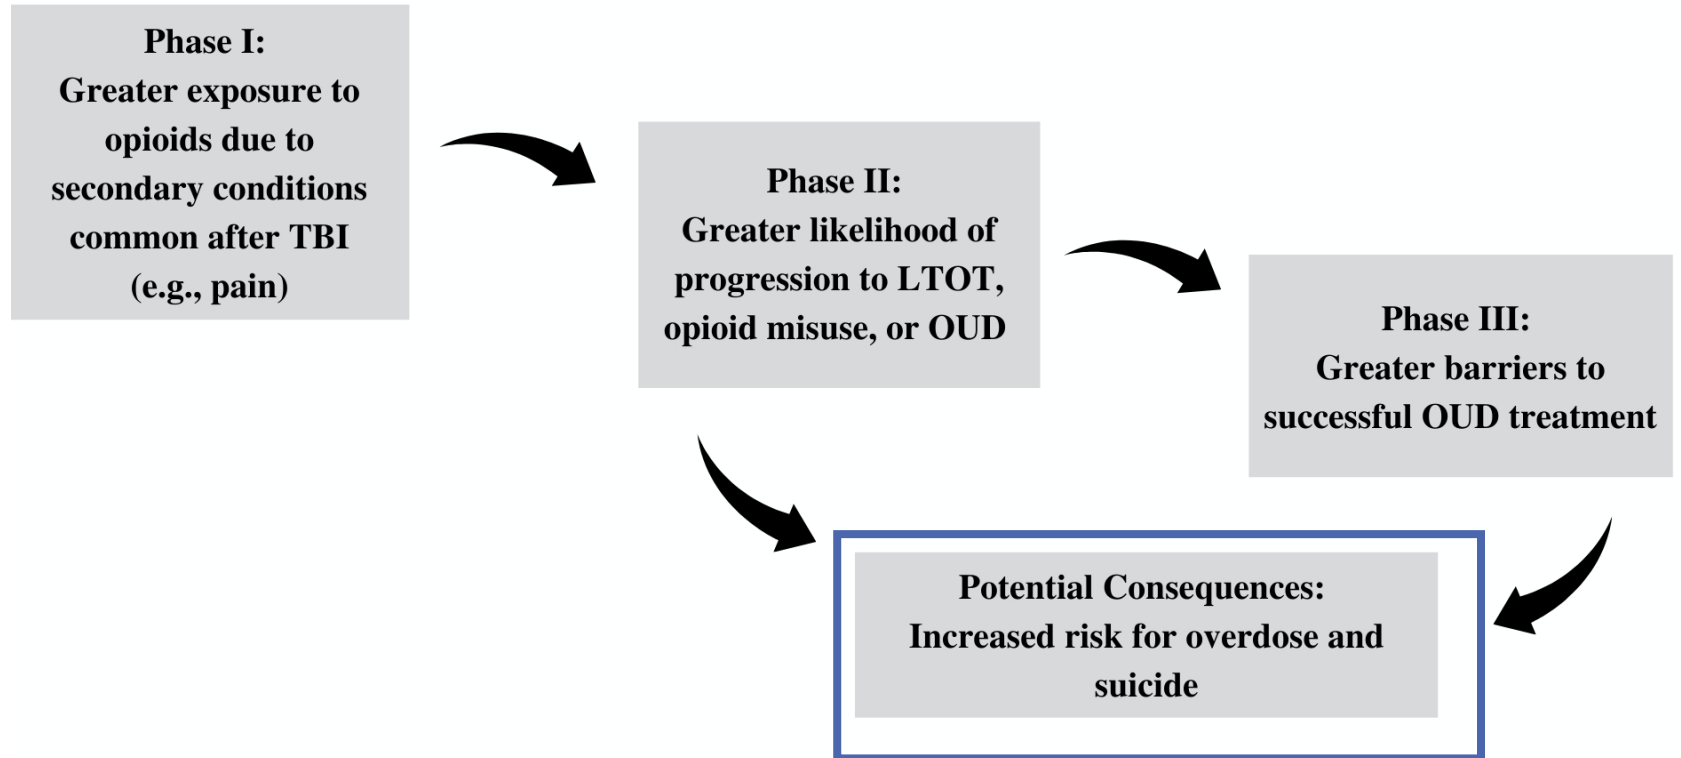 Phase I:
Greater exposure to
opioids due to
secondary conditions
common after TBI
(e.g., pain)
Phase II:
Greater likelihood of
progression to LTOT,
opioid misuse, or OUD
Phase III:
Greater barriers to
successful OUD treatment
Potential Consequences:
Increased risk for overdose and
suicide